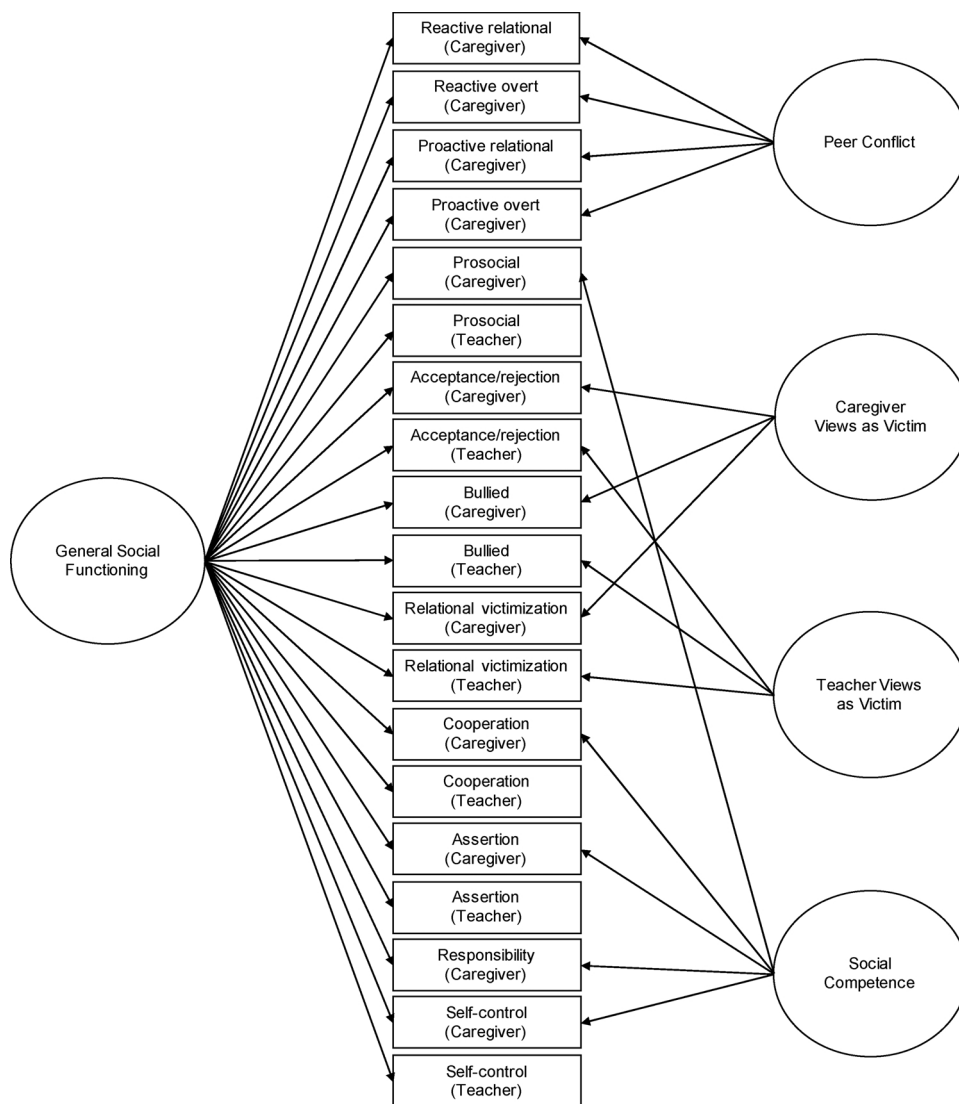 Reactive relational
(Caregiver)
Reactive overt
(Caregiver)
Proactive relational
(Caregiver)
Proactive overt
(Caregiver)
Prosocial
(Caregiver)
Prosocial
(Teacher)
Acceptance/rejection
(Caregiver)
Acceptance/rejection
(Teacher)
Bullied
(Caregiver)
Bullied
(Teacher)
Relational victimization
(Caregiver)
Relational victimization
(Teacher)
Cooperation
(Caregiver)
Cooperation
(Teacher)
Assertion
(Caregiver)
Assertion
(Teacher)
Responsibility
(Caregiver)
Self-control
(Caregiver)
Self-control
(Teacher)
General Social
Functioning
Peer Conflict
Caregiver
Views as Victim
Teacher Views
as Victim
Social
Competence